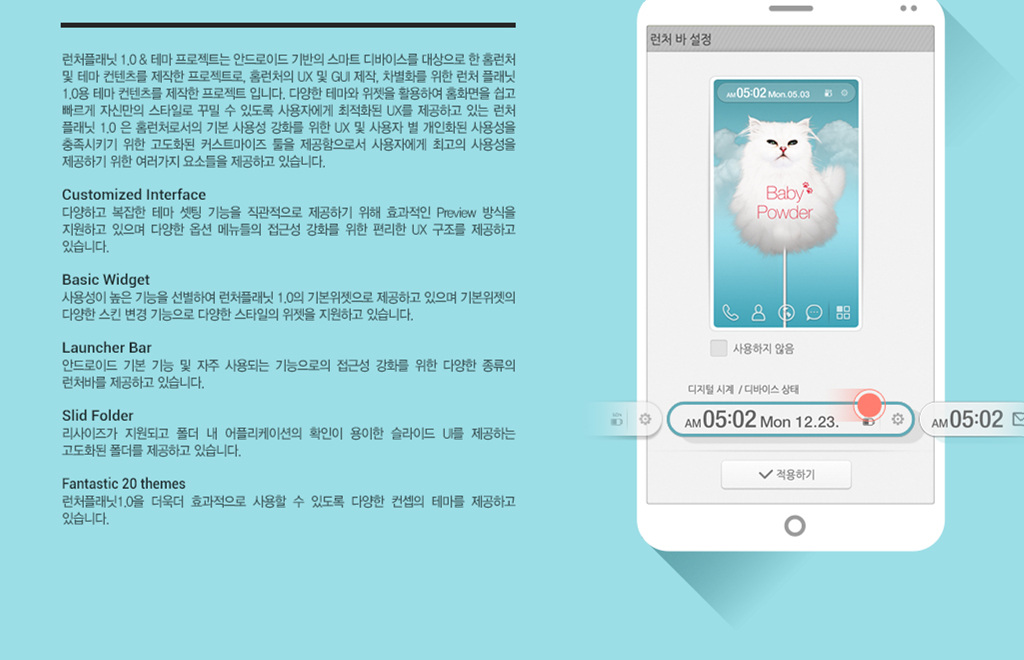 런처플래닛 1.0 & 테마 프로젝트는 안드로이드 기반의 스마트 디바이스를 대상으로 한 홈런처
및 테마 컨텐츠를 제작한 프로젝트로, 홈런처의 UX 및 GUI 제작, 차별화를 위한 런처 플래닛
1.0용 테마 컨텐츠를 제작한 프로젝트 입니다. 다양한 테마와 위젯을 활용하여 홈화면을 쉽고
빠르게 자신만의 스타일로 꾸밀 수 있도록 사용자에게 최적화된 UX를 제공하고 있는 런처
플래닛 1.0 은 홈런처로서의 기본 사용성 강화를 위한 UX 및 사용자 별 개인화된 사용성을
충족시키기 위한 고도화된 커스트마이즈 툴을 제공함으로서 사용자에게 최고의 사용성을
제공하기 위한 여러가지 요소들을 제공하고 있습니다.
Customized Interface
다양하고 복잡한 테마 셋팅 기능을 직관적으로 제공하기 위해 효과적인 Preview 방식을
지원하고 있으며 다양한 옵션 메뉴들의 접근성 강화를 위한 편리한 UX 구조를 제공하고
있습니다.
Basic Widget
사용성이 높은 기능을 선별하여 런처플래닛 1.0의 기본위젯으로 제공하고 있으며 기본위젯의
다양한 스킨 변경 기능으로 다양한 스타일의 위젯을 지원하고 있습니다.
Launcher Bar
안드로이드 기본 기능 및 자주 사용되는 기능으로의 접근성 강화를 위한 다양한 종류의
런처바를 제공하고 있습니다.
Slid Folder
리사이즈가 지원되고 폴더 내 어플리케이션의 확인이 용이한 슬라이드 UI를 제공하는
고도화된 폴더를 제공하고 있습니다.
Fantastic 20 themes
런처플래닛1.0을 더욱더 효과적으로 사용할 수 있도록 다양한 컨셉의 테마를 제공하고
있습니다.
런처 바 설정
AM 05:02 Mon.05.03
Baby
Powder
사용하지 않음
디지털 시계 / 디바이스 상태
AM 05:02 Mon 12.23.
AM 05:02
적용하기